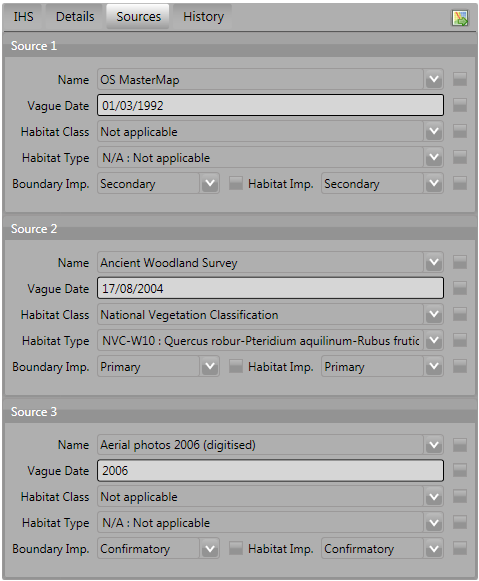 IHS Details Sources History
Source 1
Name OS MasterMap
Vague Date 01/03/1992
Habitat Class Not applicable
Habitat Type N/A : Not applicable
Boundary Imp. Secondary Habitat Imp. Secondary
Source 2
Name Ancient Woodland Survey
Vague Date 17/08/2004
Habitat Class National Vegetation Classification
Habitat Type NVC-W10 : Quercus robur-Pteridium aquilinum-Rubus frutic
Boundary Imp. Primary Habitat Imp. Primary
Source 3
Name Aerial photos 2006 (digitised)
Vague Date 2006
Habitat Class Not applicable
Habitat Type N/A : Not applicable
Boundary Imp. Confirmatory Habitat Imp. Confirmatory